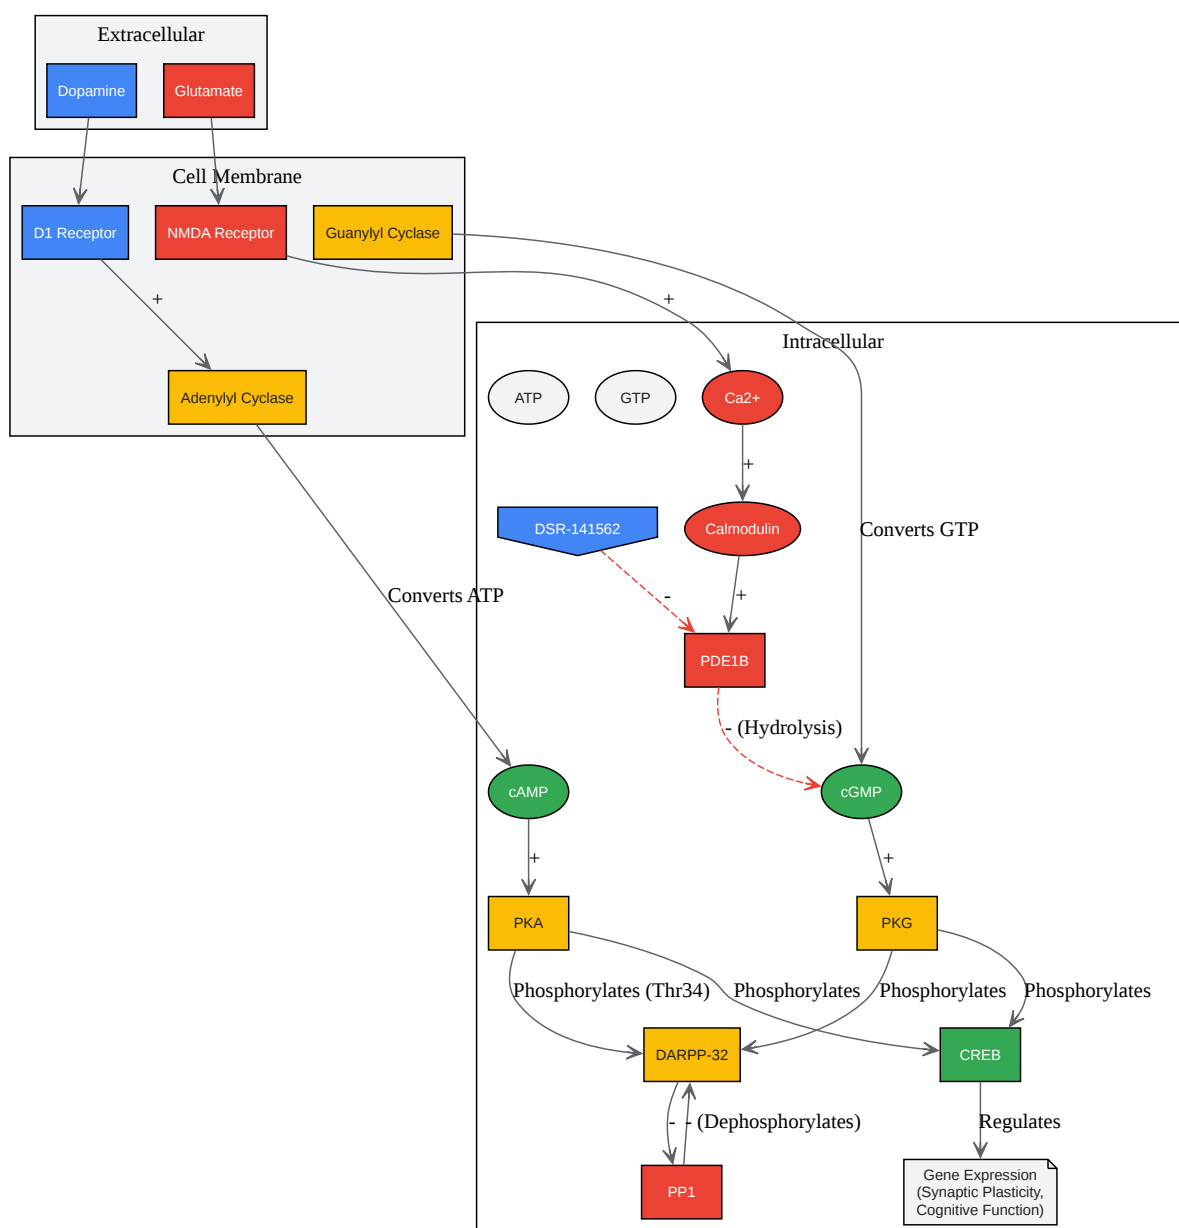 Extracellular
Dopamine
Glutamate
Cell Membrane
D1 Receptor
NMDA Receptor
Guanylyl Cyclase
+
+
Intracellular
Adenylyl Cyclase
ATP
GTP
Ca2+
+
DSR-141562
Calmodulin
Converts GTP
Converts ATP
-
+
PDE1B
- (Hydrolysis)
cAMP
cGMP
+
+
PKA
PKG
Phosphorylates (Thr34)
Phosphorylates
Phosphorylates
Phosphorylates
DARPP-32
CREB
-
- (Dephosphorylates)
Regulates
PP1
Gene Expression
(Synaptic Plasticity,
Cognitive Function)